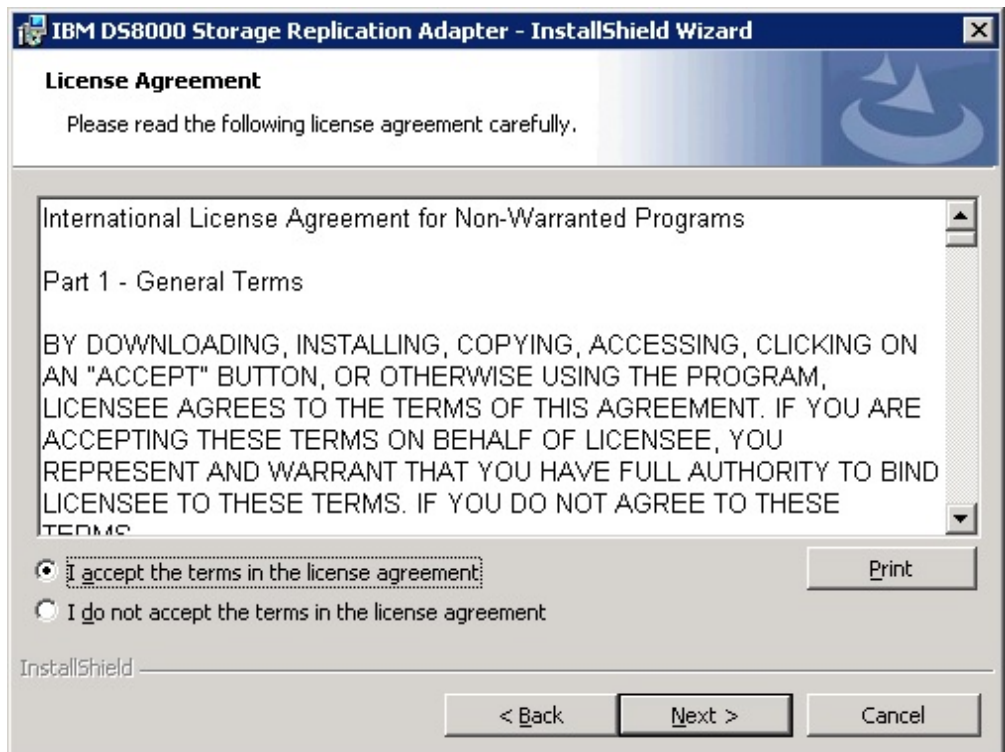 IBM DS8000 Storage Replication Adapter - InstallShield Wizard
License Agreement
Please read the following license agreement carefully.
International License Agreement for Non-Warranted Programs
Part 1 - General Terms
BY DOWNLOADING, INSTALLING, COPYING, ACCESSING, CLICKING ON
AN "ACCEPT" BUTTON, OR OTHERWISE USING THE PROGRAM,
LICENSEE AGREES TO THE TERMS OF THIS AGREEMENT. IF YOU ARE
ACCEPTING THESE TERMS ON BEHALF OF LICENSEE, YOU
REPRESENT AND WARRANT THAT YOU HAVE FULL AUTHORITY TO BIND
LICENSEE TO THESE TERMS. IF YOU DO NOT AGREE TO THESE
TERMS
I accept the terms in the license agreement
Print
I do not accept the terms in the license agreement
InstallShield
< Back
Next >
Cancel